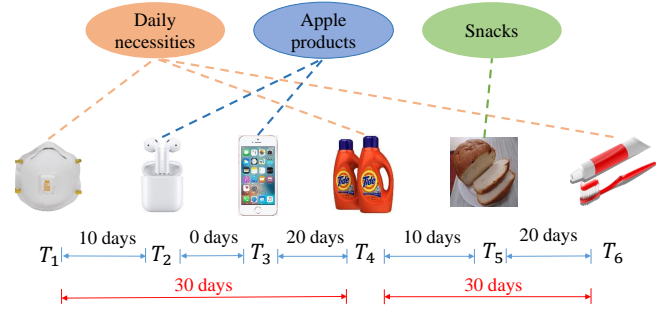 Daily
necessities
Apple
products
Snacks
Tide
Tide
10 days
0 days
20 days
10 days
20 days
T1
T2
T3
T4
T5
T6
30 days
30 days